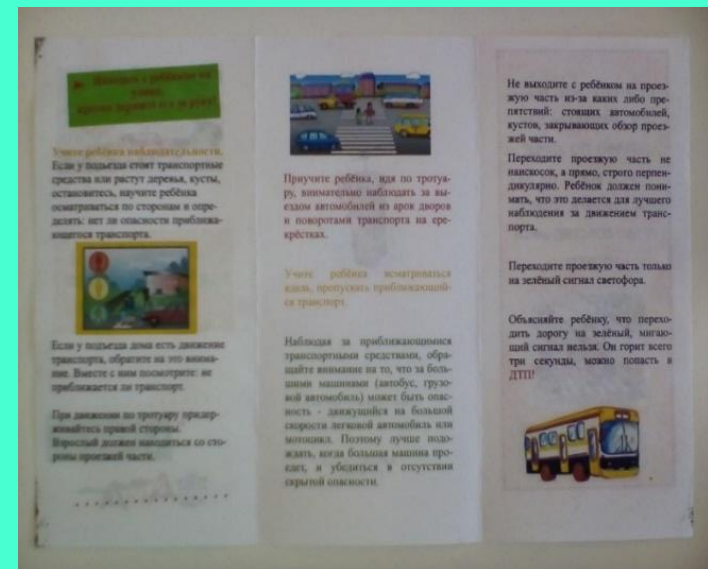 Находясь с ребёнком на
улице,
крепко держите его за руку!
Учите ребёнка наблюдательности.
Если у подъезда стоят транспортные
средства или растут деревья, кусты,
остановитесь, научите ребёнка
осматриваться по сторонам и опре-
делять: нет ли опасности приближа-
ющегося транспорта.
Если у подъезда дома есть движение
транспорта, обратите на это внима-
ние. Вместе с ним посмотрите: не
приближается ли транспорт.
При движении по тротуару придер-
живайтесь правой стороны.
Взрослый должен находиться со сто-
роны проезжей части.
Приучите ребёнка, идя по тротуа-
ру, внимательно наблюдать за вы-
ездом автомобилей из арок дворов
и поворотами транспорта на ере-
крёстках.
Учите ребёнка всматриваться
вдаль, пропускать приближающий-
ся транспорт.
Наблюдая за приближающимися
транспортными средствами, обра-
щайте внимание на то, что за боль-
шими машинами (автобус, грузо-
вой автомобиль) может быть опас-
ность - движущийся на большой
скорости легковой автомобиль или
мотоцикл. Поэтому лучше подо-
ждать, когда большая машина про-
едет, и убедиться в отсутствии
скрытой опасности.
Не выходите с ребёнком на проез-
жую часть из-за каких либо пре-
пятствий: стоящих автомобилей,
кустов, закрывающих обзор проез-
жей части.
Переходите проезжую часть не
наискосок, а прямо, строго перпен-
дикулярно. Ребёнок должен пони-
мать, что это делается для лучшего
наблюдения за движением транс-
порта.
Переходите проезжую часть только
на зелёный сигнал светофора.
Объясняйте ребёнку, что перехо-
дить дорогу на зелёный, мигаю-
щий сигнал нельзя. Он горит всего
три секунды, можно попасть в
ДТП!